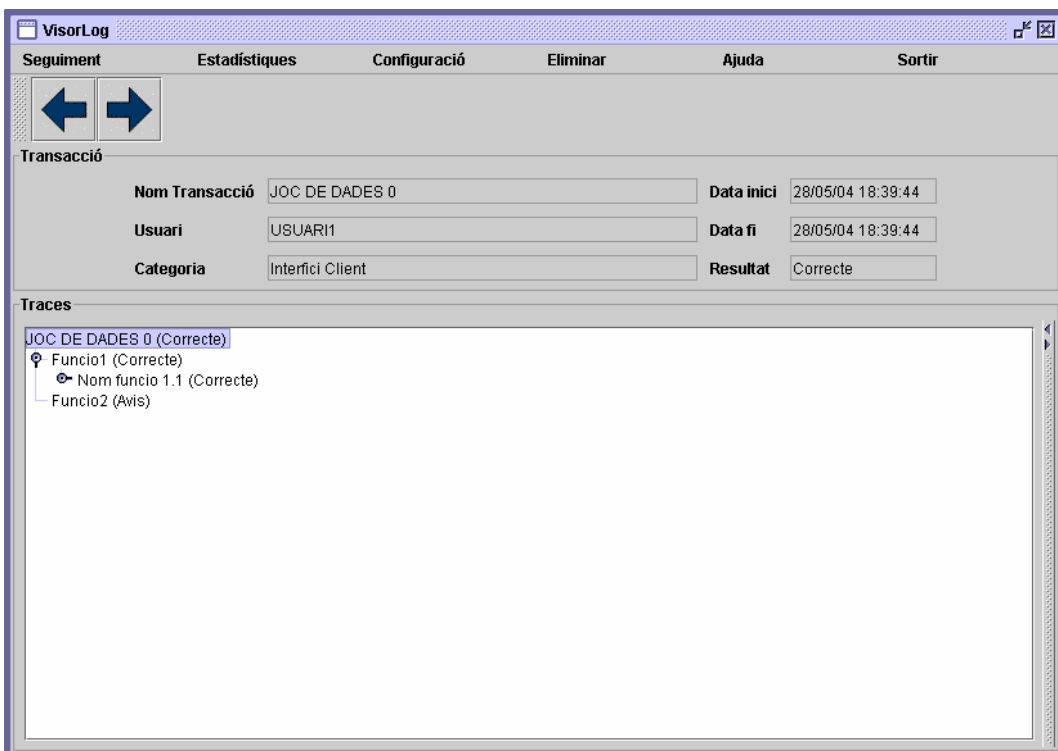 VisorLog
Seguiment Estadístiques Configuració Eliminar Ajuda Sortir
Transacció
Nom Transacció JOC DE DADES 0 Data inici 28/05/04 18:39:44
Usuari USUARI1 Data fi 28/05/04 18:39:44
Categoria Interfici Client Resultat Correcte
Traces
JOC DE DADES 0 (Correcte)
Funcio1 (Correcte)
Nom funcio 1.1 (Correcte)
Funcio2 (Avis)